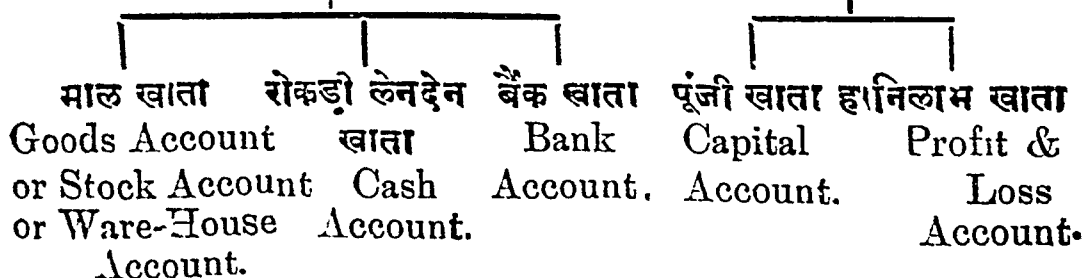 माल खाता रोकड़ी लेनदेन बैंक खाता पूंजी खाता हानिलाभ खाता
Goods Account खाता Bank Capital Profit &
or Stock Account Cash Account. Account. Loss
or Ware-House Account. Account.
Account.